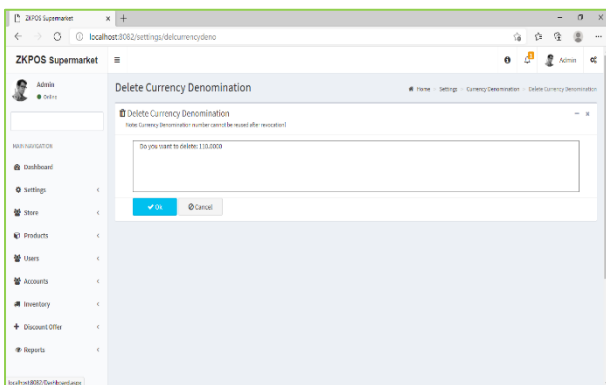 ZKPOS Supermarket
localhost:8082/settings/delcurrencydeno
ZKPOS Supermarket
Admin
Admin
Online
Delete Currency Denomination
Home Settings Currency Denomination Delete Currency Denomination
Delete Currency Denomination
Note: Currency Denomination number cannot be reused after revocation!
Do you want to delete: 110.0000
Ok
Cancel
MAIN NAVIGATION
Dashboard
Settings
Store
Products
Users
Accounts
Inventory
Discount Offer
Reports
localhost:8082/Dashboard.aspx